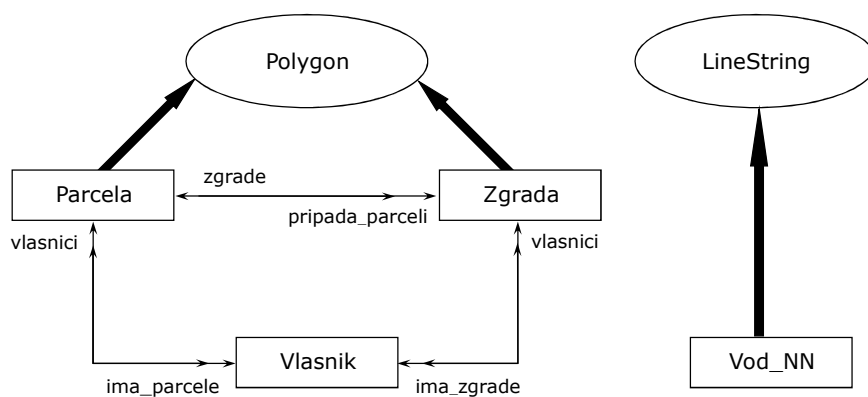 Polygon
LineString
Parcela
zgrade
pripada_parceli
Zgrada
vlasnici
vlasnici
ima_parcele
Vlasnik
ima_zgrade
Vod_NN